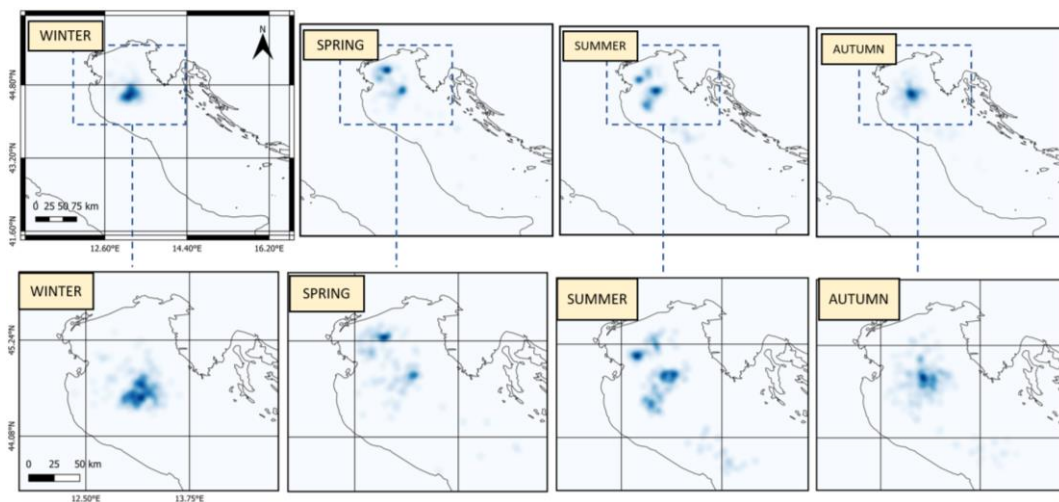 WINTER
N
SPRING
SUMMER
AUTUMN
44.80°N
43.20°N
41.60°N
0 25 50 75 km
12.60°E 14.40°E 16.20°E
WINTER
SPRING
SUMMER
AUTUMN
45.24°N
44.08°N
0 25 50 km
12.50°E 13.75°E